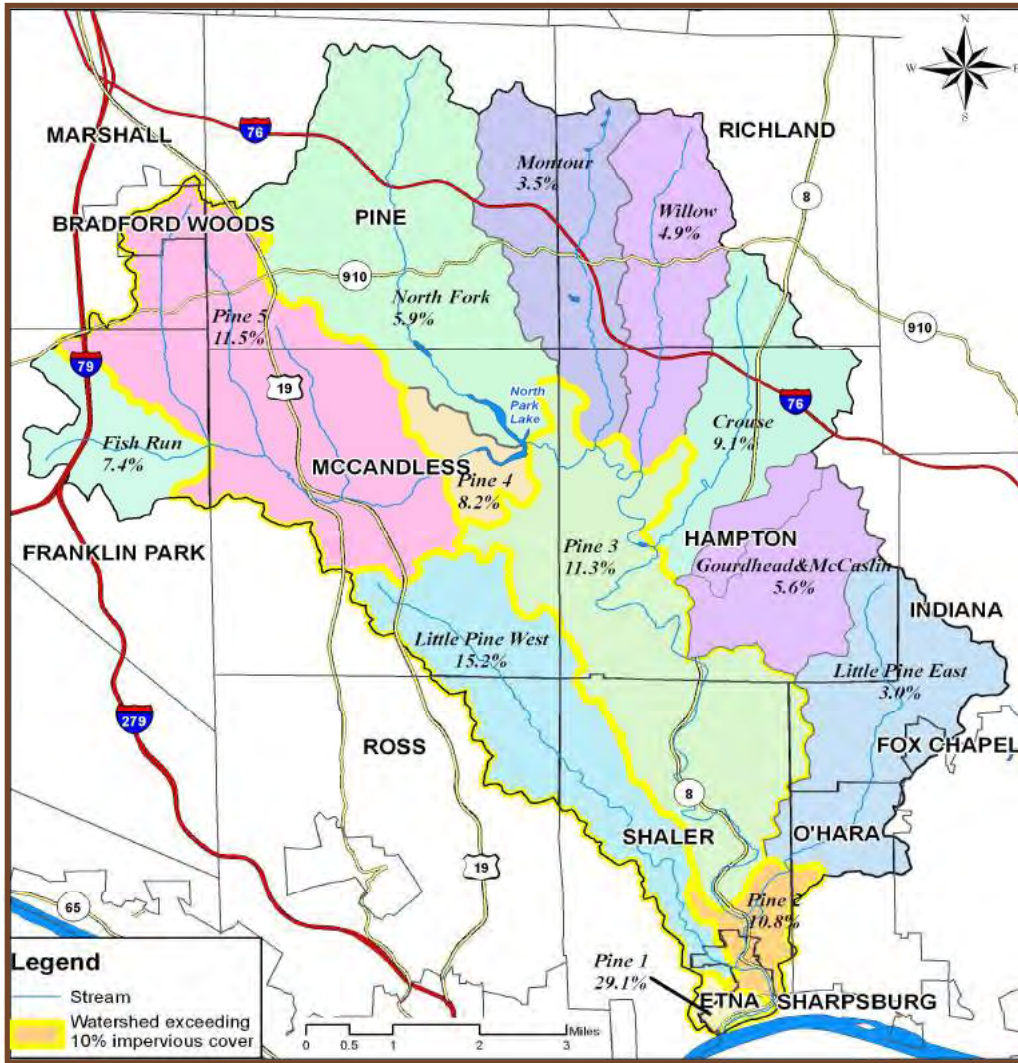 N
W
E
S
MARSHALL
76
RICHLAND
Montour
3.5%
8
Willow
4.9%
BRADFORD WOODS
PINE
910
North Fork
5.9%
Pine 5
11.5%
910
79
19
North
Park
Lake
76
Crouse
9.1%
Fish Run
7.4%
MCCANDLESS
Pine 4
8.2%
FRANKLIN PARK
Pine 3
11.3%
HAMPTON
Gourdhead&McCaslin
5.6%
INDIANA
Little Pine West
15.2%
Little Pine East
3.0%
279
ROSS
FOX CHAPEL
8
SHALER
O'HARA
19
65
Pine 2
10.8%
Pine 1
29.1%
ETNA
SHARPSBURG
Legend
Stream
Watershed exceeding
10% impervious cover
Miles
0 0.5 1 2 3